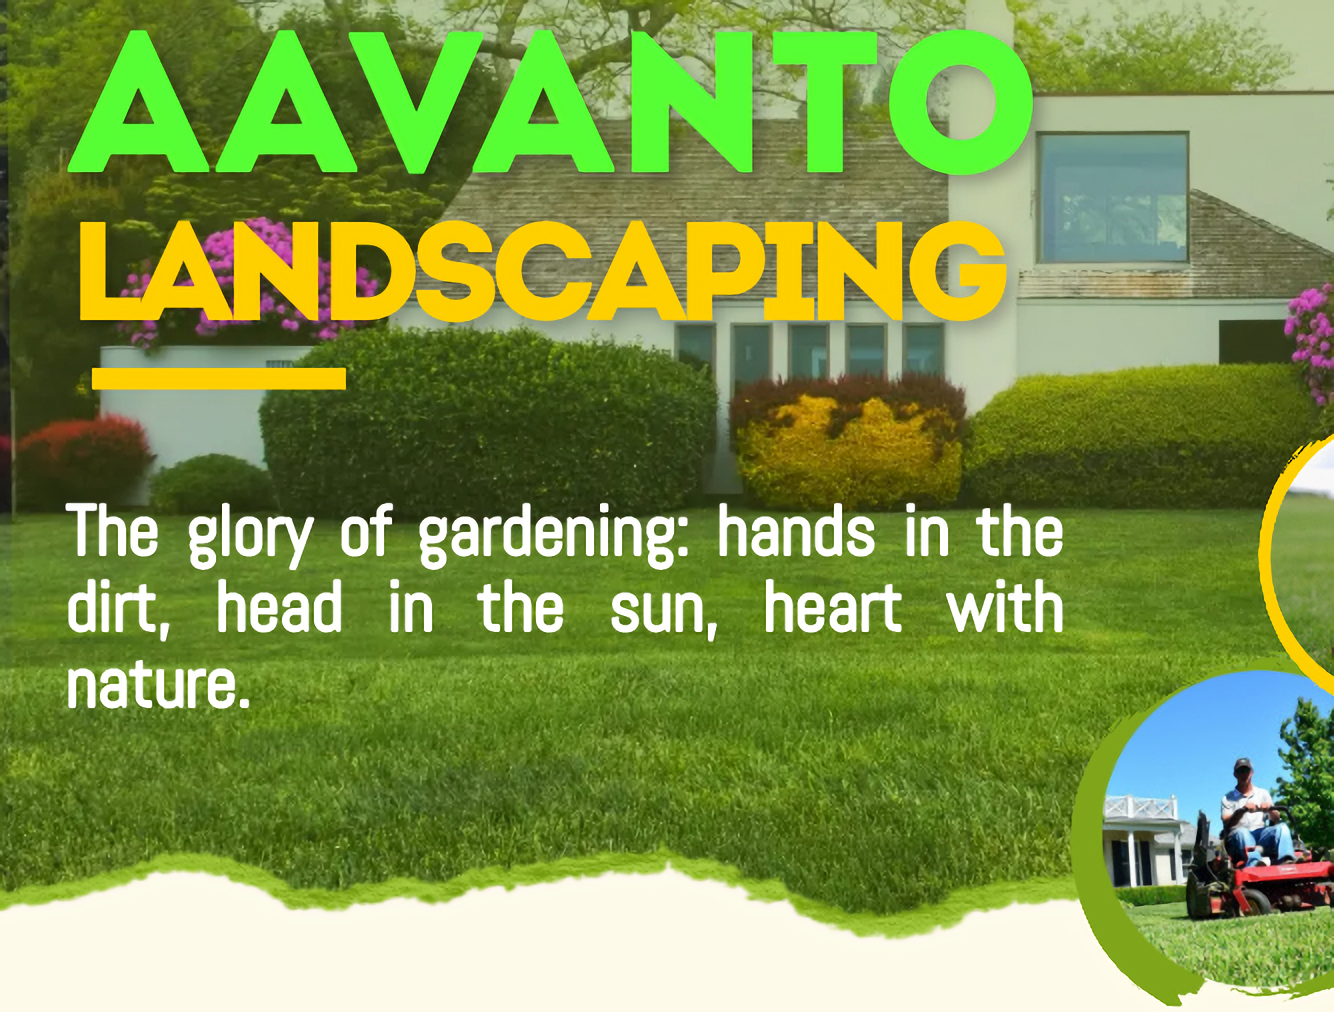 AAVANTO
LANDSCAPING
The glory of gardening: hands in the
dirt, head in the sun, heart with
nature.